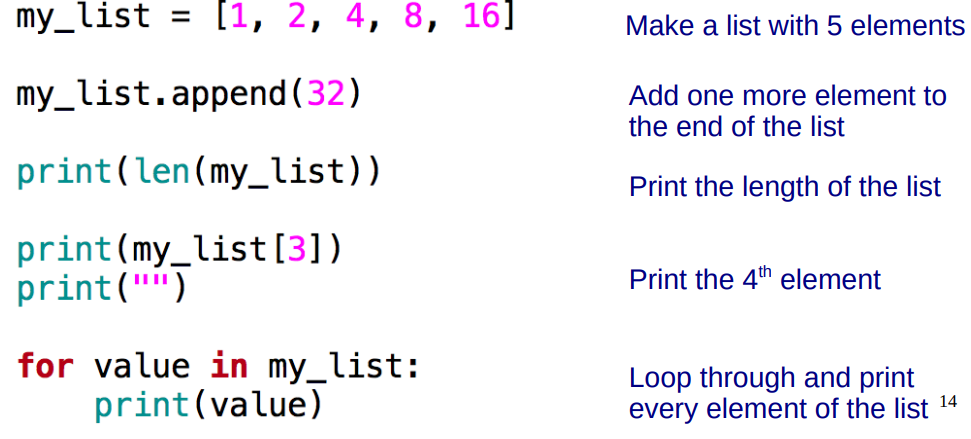 my_list = [1, 2, 4, 8, 16]
Make a list with 5 elements
my_list.append(32)
Add one more element to
the end of the list
print(len(my_list))
Print the length of the list
print(my_list[3])
print("")
Print the 4th element
for value in my_list:
    print(value)
Loop through and print
every element of the list
14